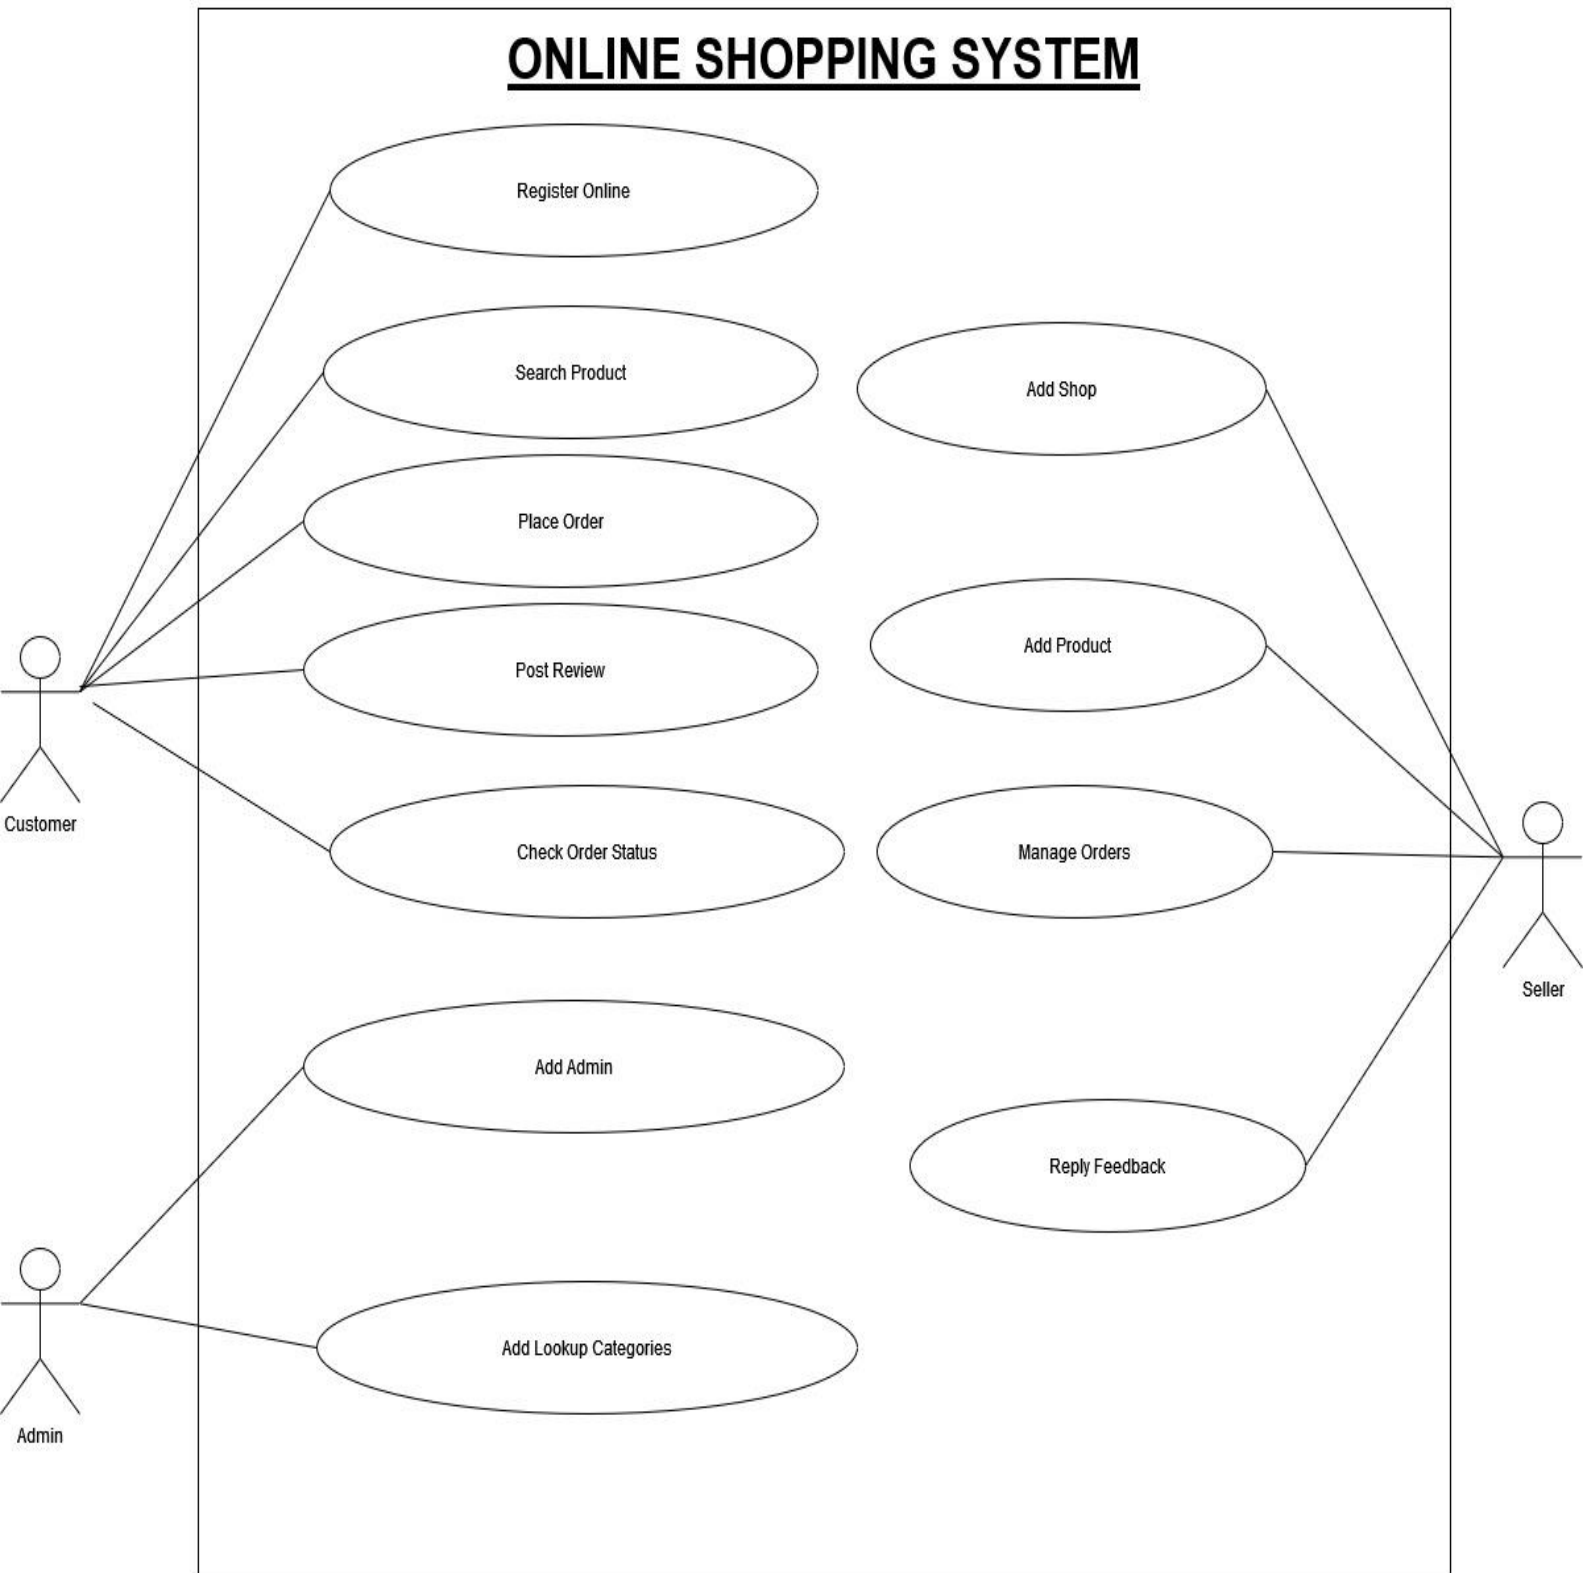 ONLINE SHOPPING SYSTEM
Register Online
Search Product
Add Shop
Place Order
Add Product
Post Review
Customer
Check Order Status
Manage Orders
Seller
Add Admin
Reply Feedback
Add Lookup Categories
Admin